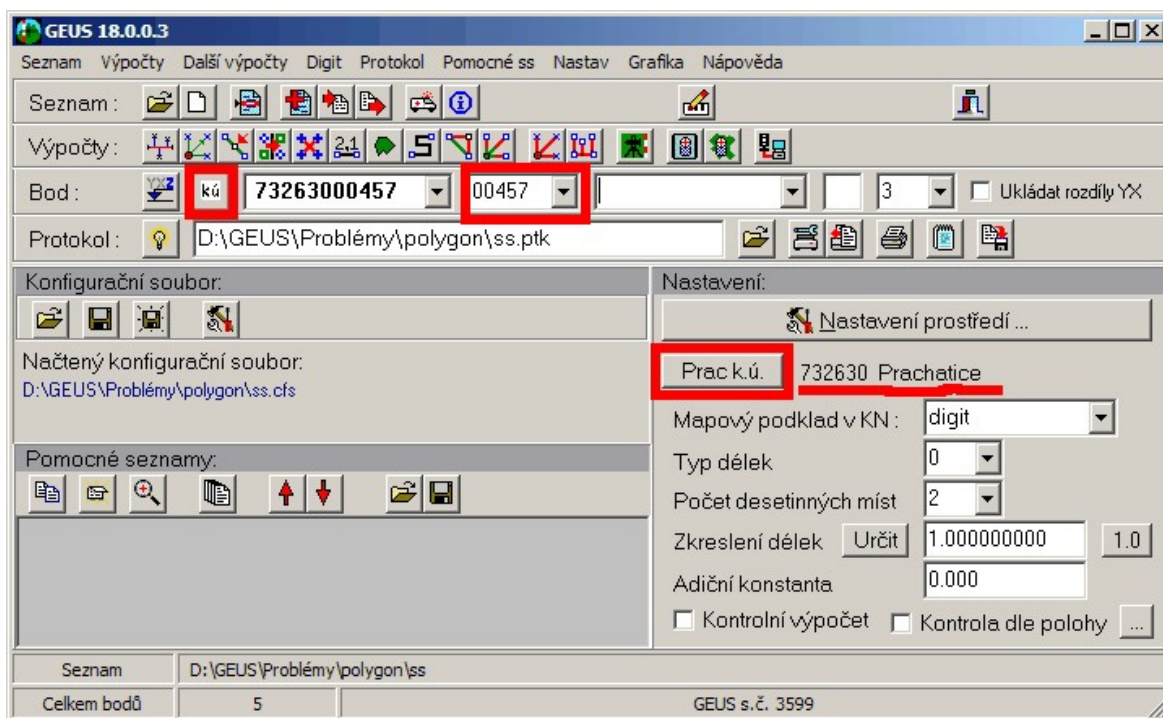 GEUS 18.0.0.3
Seznam Výpočty Další výpočty Digit Protokol Pomocné ss Nastav Grafika Nápověda
Seznam :
Výpočty : 2.1
Bod : YXZ kú 73263000457 00457 3 Ukládat rozdíly YX
Protokol : D:\GEUS\Problémy\polygon\ss.ptk
Konfigurační soubor:
Načtený konfigurační soubor:
D:\GEUS\Problémy\polygon\ss.cfs
Pomocné seznamy:
Nastavení:
Nastavení prostředí ...
Prac k.ú. 732630 Prachatice
Mapový podklad v KN : digit
Typ délek 0
Počet desetinných míst 2
Zkreslení délek Určit 1.000000000 1.0
Adiční konstanta 0.000
Kontrolní výpočet Kontrola dle polohy ...
Seznam D:\GEUS\Problémy\polygon\ss
Celkem bodů 5 GEUS s.č. 3599